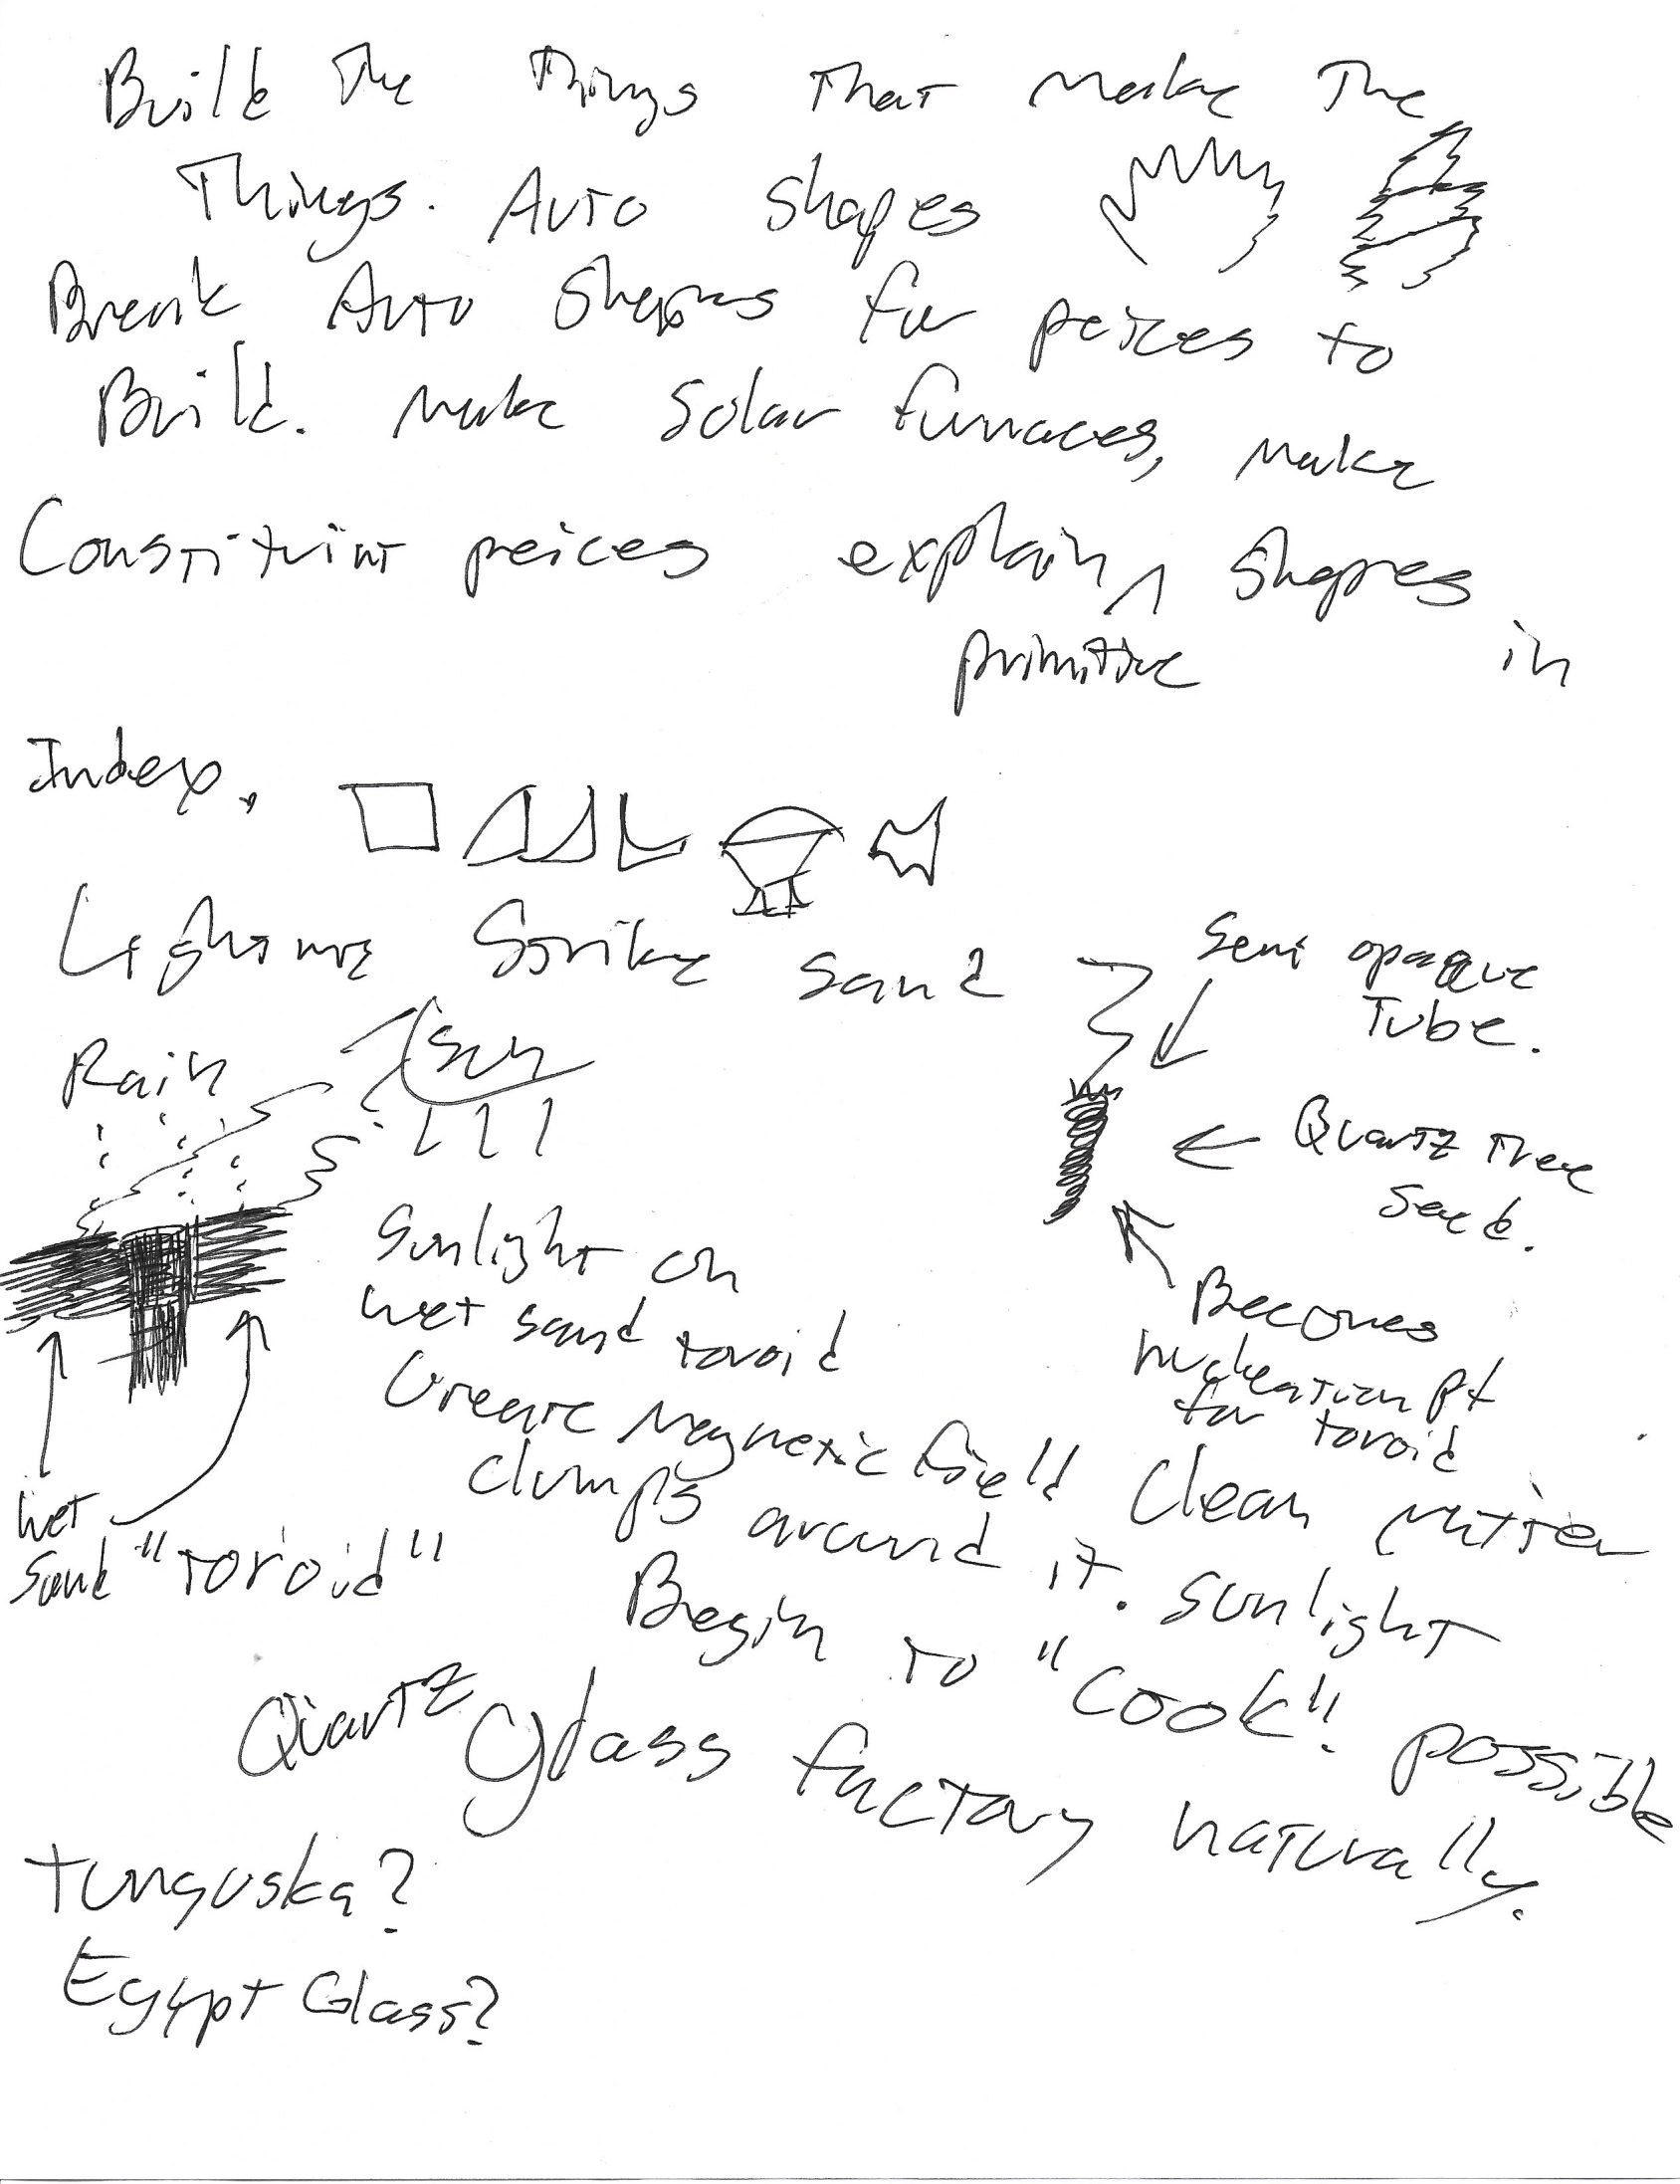 Build The Things That Make The
Things. Auto shapes
Break Auto Shapes for peices to
Build. Make Solar furnaces, Make
Constituint peices explain ^ Shapes
primitive in
Index.
Lightning Strike sand
Semi opaque
Tube.
Rain
Sun
Quartz Tree
Seed.
Sunlight on
wet sand toroid
Create Magnetic field Clean matter
clumps around it. Sunlight
Begin to "Cook". possible
Quartz Glass factory naturally.
Becomes
nucleation pt
for toroid
wet
Sand "Toroid"
Tunguska?
Egypt Glass?